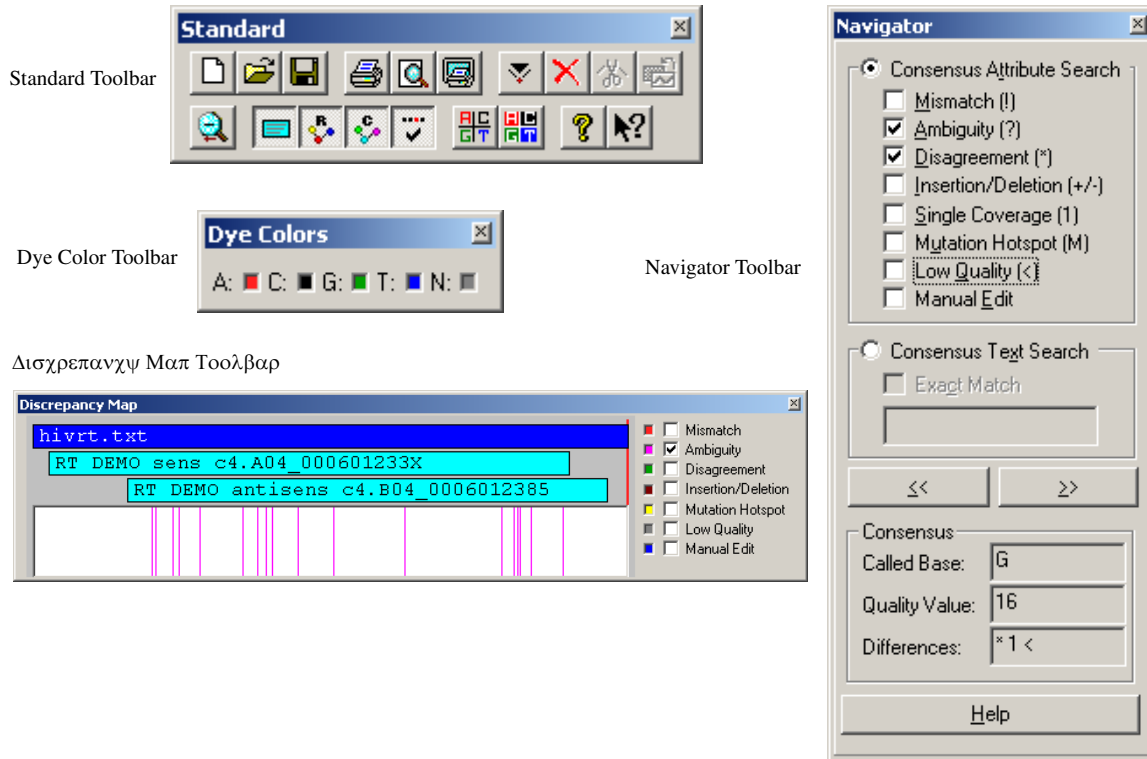 Standard
Standard Toolbar
R
C
A C
G T
A C
G T
Dye Colors
Dye Color Toolbar
A: C: G: T: N:
Δισχρεπανχψ Μαπ Τοολβαρ
Discrepancy Map
hivrt.txt
RT DEMO sens c4.A04_000601233X
RT DEMO antisens c4.B04_0006012385
Mismatch
Ambiguity
Disagreement
Insertion/Deletion
Mutation Hotspot
Low Quality
Manual Edit
Navigator Toolbar
Navigator
Consensus Attribute Search
Mismatch (!)
Ambiguity (?)
Disagreement (*)
Insertion/Deletion (+/-)
Single Coverage (1)
Mutation Hotspot (M)
Low Quality (<)
Manual Edit
Consensus Text Search
Exact Match
<< >>
Consensus
Called Base: G
Quality Value: 16
Differences: * 1 <
Help